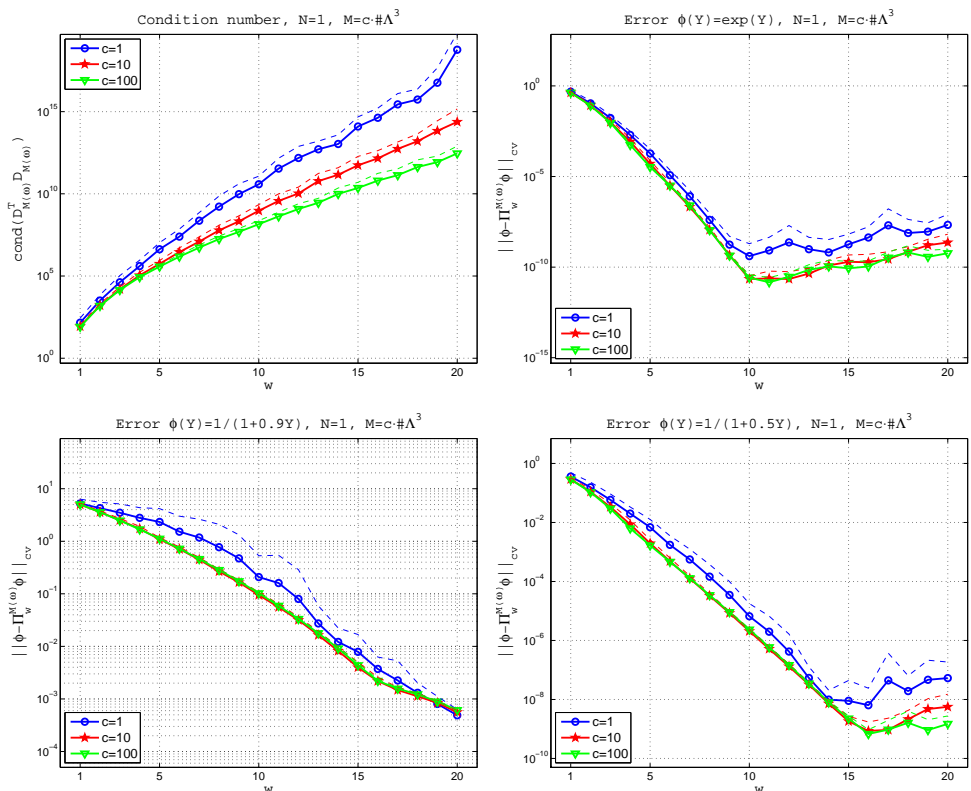 Condition number, N=1, M=c·#Λ³
cond(D^T_{M(ω)} D_{M(ω)})
10^15
10^10
10^5
10^0
c=1
c=10
c=100
1 5 10 15 20
w
Error ϕ(Y)=exp(Y), N=1, M=c·#Λ³
||ϕ-Π_w^{M(ω)}ϕ||_cv
10^0
10^-5
10^-10
10^-15
c=1
c=10
c=100
1 5 10 15 20
w
Error ϕ(Y)=1/(1+0.9Y), N=1, M=c·#Λ³
||ϕ-Π_w^{M(ω)}ϕ||_cv
10^1
10^0
10^-1
10^-2
10^-3
10^-4
c=1
c=10
c=100
1 5 10 15 20
w
Error ϕ(Y)=1/(1+0.5Y), N=1, M=c·#Λ³
||ϕ-Π_w^{M(ω)}ϕ||_cv
10^0
10^-2
10^-4
10^-6
10^-8
10^-10
c=1
c=10
c=100
1 5 10 15 20
w